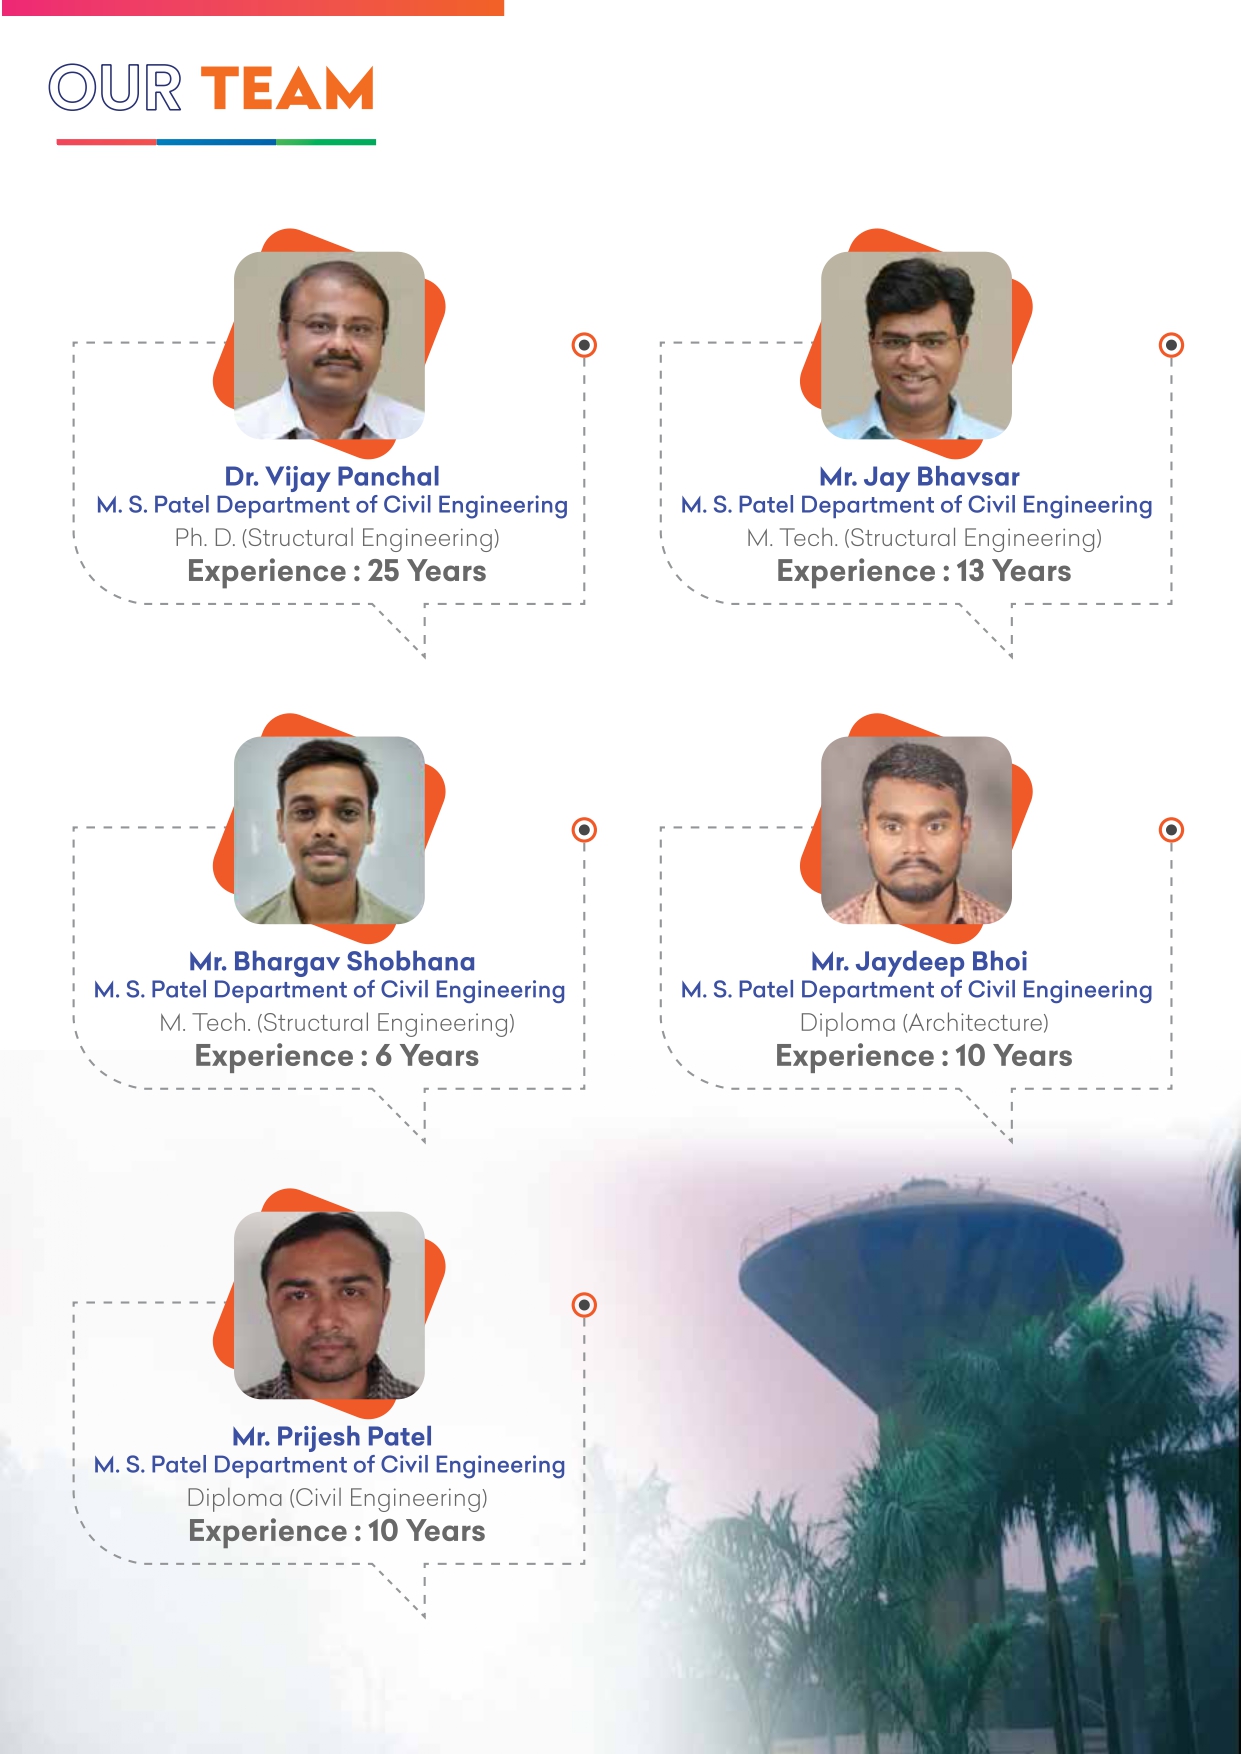 OUR TEAM
Dr. Vijay Panchal
M. S. Patel Department of Civil Engineering
Ph. D. (Structural Engineering)
Experience : 25 Years
Mr. Jay Bhavsar
M. S. Patel Department of Civil Engineering
M. Tech. (Structural Engineering)
Experience : 13 Years
Mr. Bhargav Shobhana
M. S. Patel Department of Civil Engineering
M. Tech. (Structural Engineering)
Experience : 6 Years
Mr. Jaydeep Bhoi
M. S. Patel Department of Civil Engineering
Diploma (Architecture)
Experience : 10 Years
Mr. Prijesh Patel
M. S. Patel Department of Civil Engineering
Diploma (Civil Engineering)
Experience : 10 Years